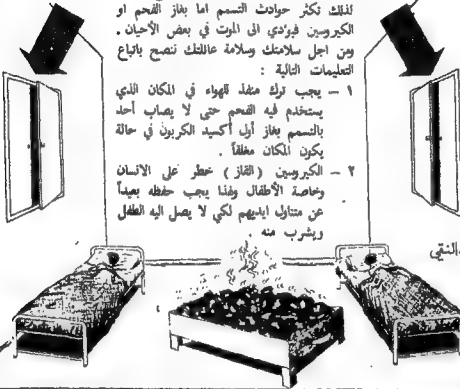 لذلك تكثر حوادث التسمم اما بغاز الفحم او
الكيروسين فيؤدي الى الموت في بعض الأحيان .
ومن اجل سلامتك وسلامة عائلتك ننصح باتباع
التعليمات التالية :
١ – يجب ترك منفذ للهواء في المكان الذي
يستخدم فيه الفحم حتى لا يصاب أحد
بالتسمم بغاز أول أكسيد الكربون في حالة
يكون المكان مغلقاً .
٢ – الكيروسين ( القاز ) خطر على الانسان
وخاصة الأطفال ولهذا يجب حفظه بعيداً
عن متناول ايديهم لكي لا يصل اليه الطفل
ويشرب منه .
النقي